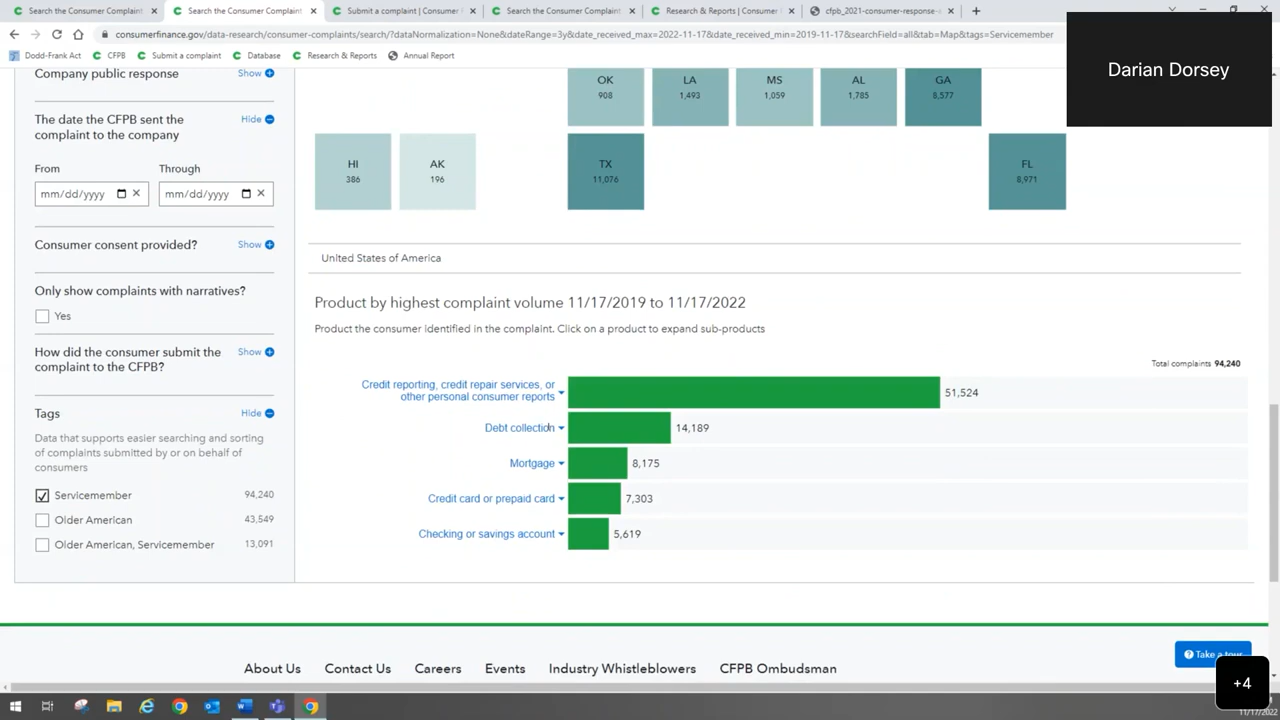 Search the Consumer Complaint
Search the Consumer Complaint
Submit a complaint | Consumer
Search the Consumer Complaint
Research & Reports | Consumer
cfpb_2021-consumer-response-
consumerfinance.gov/data-research/consumer-complaints/search/?dataNormalization=None&dateRange=3y&date_received_max=2022-11-17&date_received_min=2019-11-17&searchField=all&tab=Map&tags=Servicemember
Dodd-Frank Act
CFPB
Submit a complaint
Database
Research & Reports
Annual Report
Darian Dorsey
Company public response
Show
The date the CFPB sent the
complaint to the company
Hide
From
Through
mm/dd/yyyy
mm/dd/yyyy
Consumer consent provided?
Show
Only show complaints with narratives?
Yes
How did the consumer submit the
complaint to the CFPB?
Show
Tags
Hide
Data that supports easier searching and sorting
of complaints submitted by or on behalf of
consumers
Servicemember 94,240
Older American 43,549
Older American, Servicemember 13,091
OK
908
LA
1,493
MS
1,059
AL
1,785
GA
8,577
HI
386
AK
196
TX
11,076
FL
8,971
United States of America
Product by highest complaint volume 11/17/2019 to 11/17/2022
Product the consumer identified in the complaint. Click on a product to expand sub-products
Total complaints 94,240
Credit reporting, credit repair services, or
other personal consumer reports
51,524
Debt collection 14,189
Mortgage 8,175
Credit card or prepaid card 7,303
Checking or savings account 5,619
About Us
Contact Us
Careers
Events
Industry Whistleblowers
CFPB Ombudsman
Take a tour
+4
11/17/2022